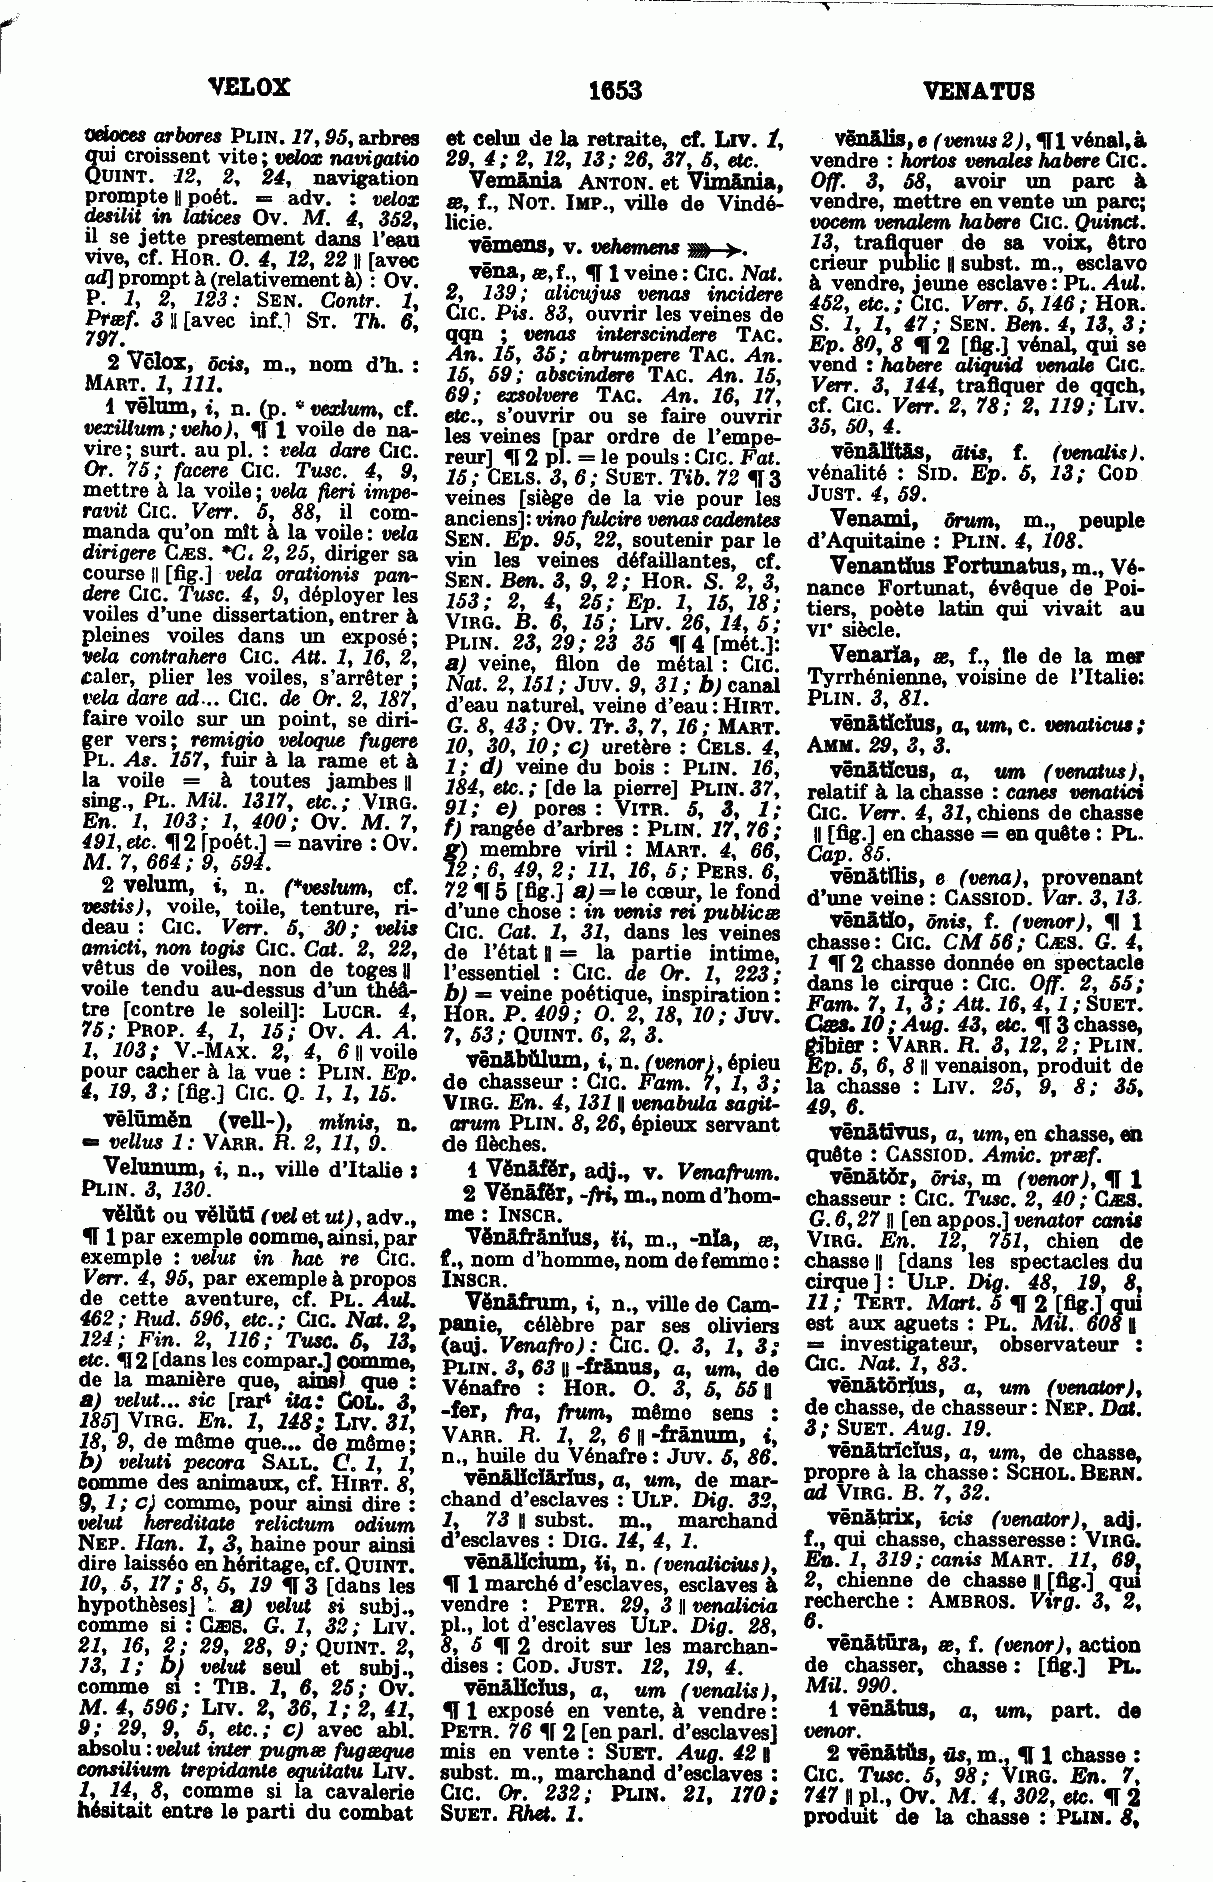 VELOX
1653
VENATUS
veloces arbores PLIN. 17, 95, arbres
qui croissent vite ; velox navigatio
QUINT. 12, 2, 24, navigation
prompte ‖ poét. = adv. : velox
desilit in latices OV. M. 4, 352,
il se jette prestement dans l'eau
vive, cf. HOR. O. 4, 12, 22 ‖ [avec
ad] prompt à (relativement à) : OV.
P. 1, 2, 123 : SEN. Contr. 1,
Præf. 3 ‖ [avec inf.] ST. Th. 6,
797.
2 Vēlox, ōcis, m., nom d'h. :
MART. 1, 111.
1 vēlum, i, n. (p. *vexlum, cf.
vexillum ; veho), ¶ 1 voile de na-
vire ; surt. au pl. : vela dare CIC.
Or. 75 ; facere CIC. Tusc. 4, 9,
mettre à la voile ; vela fieri impe-
ravit CIC. Verr. 5, 88, il com-
manda qu'on mît à la voile : vela
dirigere CÆS. *C. 2, 25, diriger sa
course ‖ [fig.] vela orationis pan-
dere CIC. Tusc. 4, 9, déployer les
voiles d'une dissertation, entrer à
pleines voiles dans un exposé ;
vela contrahere CIC. Att. 1, 16, 2,
caler, plier les voiles, s'arrêter ;
vela dare ad... CIC. de Or. 2, 187,
faire voile sur un point, se diri-
ger vers ; remigio veloque fugere
PL. As. 157, fuir à la rame et à
la voile = à toutes jambes ‖
sing., PL. Mil. 1317, etc. ; VIRG.
En. 1, 103 ; 1, 400 ; OV. M. 7,
491, etc. ¶ 2 [poét.] = navire : OV.
M. 7, 664 ; 9, 594.
2 velum, i, n. (*veslum, cf.
vestis), voile, toile, tenture, ri-
deau : CIC. Verr. 5, 30 ; velis
amicti, non togis CIC. Cat. 2, 22,
vêtus de voiles, non de toges ‖
voile tendu au-dessus d'un théâ-
tre [contre le soleil] : LUCR. 4,
75 ; PROP. 4, 1, 15 ; OV. A. A.
1, 103 ; V.-MAX. 2, 4, 6 ‖ voile
pour cacher à la vue : PLIN. Ep.
4, 19, 3 ; [fig.] CIC. Q. 1, 1, 15.
vēlūmĕn (vell-), mĭnis, n.
= vellus 1 : VARR. R. 2, 11, 9.
Velunum, i, n., ville d'Italie :
PLIN. 3, 130.
vĕlŭt ou vĕlŭtī (vel et ut), adv.,
¶ 1 par exemple comme, ainsi, par
exemple : velut in hac re CIC.
Verr. 4, 95, par exemple à propos
de cette aventure, cf. PL. Aul.
462 ; Rud. 596, etc. ; CIC. Nat. 2,
124 ; Fin. 2, 116 ; Tusc. 5, 13,
etc. ¶ 2 [dans les compar.] comme,
de la manière que, ainsi que :
a) velut... sic [rart ita : COL. 3,
185] VIRG. En. 1, 148 ; LIV. 31,
18, 9, de même que... de même ;
b) veluti pecora SALL. C. 1, 1,
comme des animaux, cf. HIRT. 8,
9, 1 ; c) comme, pour ainsi dire :
velut hereditate relictum odium
NEP. Han. 1, 3, haine pour ainsi
dire laissée en héritage, cf. QUINT.
10, 5, 17 ; 8, 5, 19 ¶ 3 [dans les
hypothèses] : a) velut si subj.,
comme si : CÆS. G. 1, 32 ; LIV.
21, 16, 2 ; 29, 28, 9 ; QUINT. 2,
13, 1 ; b) velut seul et subj.,
comme si : TIB. 1, 6, 25 ; OV.
M. 4, 596 ; LIV. 2, 36, 1 ; 2, 41,
9 ; 29, 9, 5, etc. ; c) avec abl.
absolu : velut inter pugnæ fugæque
consilium trepidante equitatu LIV.
1, 14, 8, comme si la cavalerie
hésitait entre le parti du combat
et celui de la retraite, cf. LIV. 1,
29, 4 ; 2, 12, 13 ; 26, 37, 5, etc.
Vemānia ANTON. et Vimānia,
æ, f., NOT. IMP., ville de Vindé-
licie.
vēmens, v. vehemens ➳.
vēna, æ, f., ¶ 1 veine : CIC. Nat.
2, 139 ; alicujus venas incidere
CIC. Pis. 83, ouvrir les veines de
qqn ; venas interscindere TAC.
An. 15, 35 ; abrumpere TAC. An.
15, 59 ; abscindere TAC. An. 15,
69 ; exsolvere TAC. An. 16, 17,
etc., s'ouvrir ou se faire ouvrir
les veines [par ordre de l'empe-
reur] ¶ 2 pl. = le pouls : CIC. Fat.
15 ; CELS. 3, 6 ; SUET. Tib. 72 ¶ 3
veines [siège de la vie pour les
anciens] : vino fulcire venas cadentes
SEN. Ep. 95, 22, soutenir par le
vin les veines défaillantes, cf.
SEN. Ben. 3, 9, 2 ; HOR. S. 2, 3,
153 ; 2, 4, 25 ; Ep. 1, 15, 18 ;
VIRG. B. 6, 15 ; LIV. 26, 14, 5 ;
PLIN. 23, 29 ; 23 35 ¶ 4 [mét.] :
a) veine, filon de métal : CIC.
Nat. 2, 151 ; JUV. 9, 31 ; b) canal
d'eau naturel, veine d'eau : HIRT.
G. 8, 43 ; OV. Tr. 3, 7, 16 ; MART.
10, 30, 10 ; c) uretère : CELS. 4,
1 ; d) veine du bois : PLIN. 16,
184, etc. ; [de la pierre] PLIN. 37,
91 ; e) pores : VITR. 5, 3, 1 ;
f) rangée d'arbres : PLIN. 17, 76 ;
g) membre viril : MART. 4, 66,
12 ; 6, 49, 2 ; 11, 16, 5 ; PERS. 6,
72 ¶ 5 [fig.] a) = le cœur, le fond
d'une chose : in venis rei publicæ
CIC. Cat. 1, 31, dans les veines
de l'état ‖ = la partie intime,
l'essentiel : CIC. de Or. 1, 223 ;
b) = veine poétique, inspiration :
HOR. P. 409 ; O. 2, 18, 10 ; JUV.
7, 53 ; QUINT. 6, 2, 3.
vēnābŭlum, i, n. (venor), épieu
de chasseur : CIC. Fam. 7, 1, 3 ;
VIRG. En. 4, 131 ‖ venabula sagit-
arum PLIN. 8, 26, épieux servant
de flèches.
1 Vĕnāfĕr, adj., v. Venafrum.
2 Vĕnāfĕr, -fri, m., nom d'hom-
me : INSCR.
Vĕnāfrānĭus, ĭi, m., -nĭa, æ,
f., nom d'homme, nom de femme :
INSCR.
Vĕnāfrum, i, n., ville de Cam-
panie, célèbre par ses oliviers
(auj. Venafro) : CIC. Q. 3, 1, 3 ;
PLIN. 3, 63 ‖ -frānus, a, um, de
Vénafre : HOR. O. 3, 5, 55 ‖
-fer, fra, frum, même sens :
VARR. R. 1, 2, 6 ‖ -frānum, i,
n., huile du Vénafre : JUV. 5, 86.
vēnālĭcĭārĭus, a, um, de mar-
chand d'esclaves : ULP. Dig. 32,
1, 73 ‖ subst. m., marchand
d'esclaves : DIG. 14, 4, 1.
vēnālĭcium, ĭi, n. (venalicius),
¶ 1 marché d'esclaves, esclaves à
vendre : PETR. 29, 3 ‖ venalicia
pl., lot d'esclaves ULP. Dig. 28,
8, 5 ¶ 2 droit sur les marchan-
dises : COD. JUST. 12, 19, 4.
vēnālĭcĭus, a, um (venalis),
¶ 1 exposé en vente, à vendre :
PETR. 76 ¶ 2 [en parl. d'esclaves]
mis en vente : SUET. Aug. 42 ‖
subst. m., marchand d'esclaves :
CIC. Or. 232 ; PLIN. 21, 170 ;
SUET. Rhet. 1.
vēnālis, e (venus 2), ¶ 1 vénal, à
vendre : hortos venales habere CIC.
Off. 3, 58, avoir un parc à
vendre, mettre en vente un parc ;
vocem venalem habere CIC. Quinct.
13, trafiquer de sa voix, être
crieur public ‖ subst. m., esclave
à vendre, jeune esclave : PL. Aul.
452, etc. ; CIC. Verr. 5, 146 ; HOR.
S. 1, 1, 47 ; SEN. Ben. 4, 13, 3 ;
Ep. 80, 8 ¶ 2 [fig.] vénal, qui se
vend : habere aliquid venale CIC.
Verr. 3, 144, trafiquer de qqch,
cf. CIC. Verr. 2, 78 ; 2, 119 ; LIV.
35, 50, 4.
vēnālĭtās, ātis, f. (venalis).
vénalité : SID. Ep. 5, 13 ; COD
JUST. 4, 59.
Venami, ōrum, m., peuple
d'Aquitaine : PLIN. 4, 108.
Venantĭus Fortunatus, m., Vé-
nance Fortunat, évêque de Poi-
tiers, poète latin qui vivait au
VIe siècle.
Venarĭa, æ, f., île de la mer
Tyrrhénienne, voisine de l'Italie :
PLIN. 3, 81.
vēnātĭcĭus, a, um, c. venaticus ;
AMM. 29, 3, 3.
vēnātĭcus, a, um (venatus),
relatif à la chasse : canes venatici
CIC. Verr. 4, 31, chiens de chasse
‖ [fig.] en chasse = en quête : PL.
Cap. 85.
vēnātĭlis, e (vena), provenant
d'une veine : CASSIOD. Var. 3, 13.
vēnātĭo, ōnis, f. (venor), ¶ 1
chasse : CIC. CM 56 ; CÆS. G. 4,
1 ¶ 2 chasse donnée en spectacle
dans le cirque : CIC. Off. 2, 55 ;
Fam. 7, 1, 3 ; Att. 16, 4, 1 ; SUET.
Cæs. 10 ; Aug. 43, etc. ¶ 3 chasse,
gibier : VARR. R. 3, 12, 2 ; PLIN.
Ep. 5, 6, 8 ‖ venaison, produit de
la chasse : LIV. 25, 9, 8 ; 35,
49, 6.
vēnātīvus, a, um, en chasse, en
quête : CASSIOD. Amic. præf.
vēnātŏr, ōris, m (venor), ¶ 1
chasseur : CIC. Tusc. 2, 40 ; CÆS.
G. 6, 27 ‖ [en appos.] venator canis
VIRG. En. 12, 751, chien de
chasse ‖ [dans les spectacles du
cirque] : ULP. Dig. 48, 19, 8,
11 ; TERT. Mart. 5 ¶ 2 [fig.] qui
est aux aguets : PL. Mil. 608 ‖
= investigateur, observateur :
CIC. Nat. 1, 83.
vēnātōrĭus, a, um (venator),
de chasse, de chasseur : NEP. Dat.
3 ; SUET. Aug. 19.
vēnātrĭcĭus, a, um, de chasse,
propre à la chasse : SCHOL. BERN.
ad VIRG. B. 7, 32.
vēnātrix, icis (venator), adj.
f., qui chasse, chasseresse : VIRG.
En. 1, 319 ; canis MART. 11, 69,
2, chienne de chasse ‖ [fig.] qui
recherche : AMBROS. Virg. 3, 2,
6.
vēnātūra, æ, f. (venor), action
de chasser, chasse : [fig.] PL.
Mil. 990.
1 vēnātus, a, um, part. de
venor.
2 vēnātŭs, ūs, m., ¶ 1 chasse :
CIC. Tusc. 5, 98 ; VIRG. En. 7,
747 ‖ pl., OV. M. 4, 302, etc. ¶ 2
produit de la chasse : PLIN. 8,